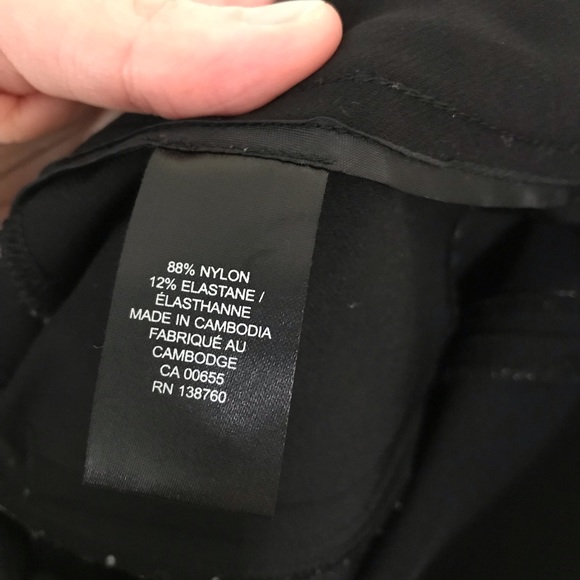 88% NYLON
12% ELASTANE /
ÉLASTHANNE
MADE IN CAMBODIA
FABRIQUÉ AU
CAMBODGE
CA 00655
RN 138760